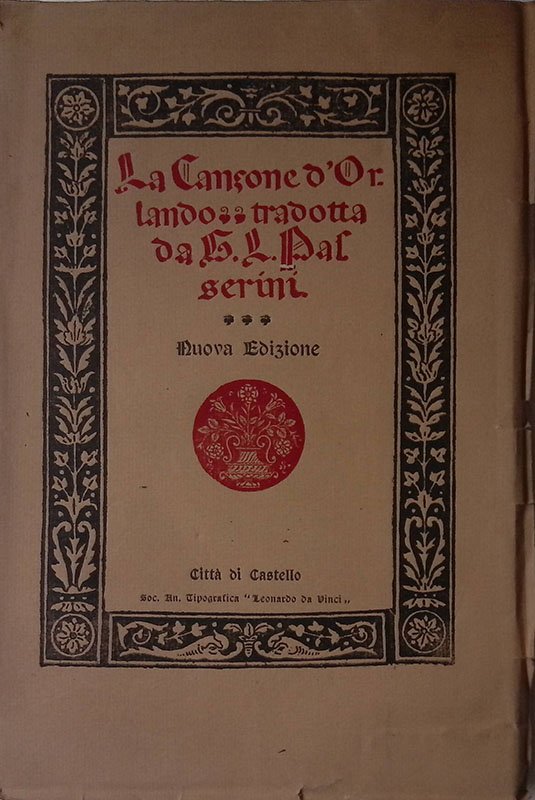 La Canzone d'Or-
lando tradotta
da G. L. Pas
serini
Nuova Edizione
Città di Castello
Soc. An. Tipografica “Leonardo da Vinci„